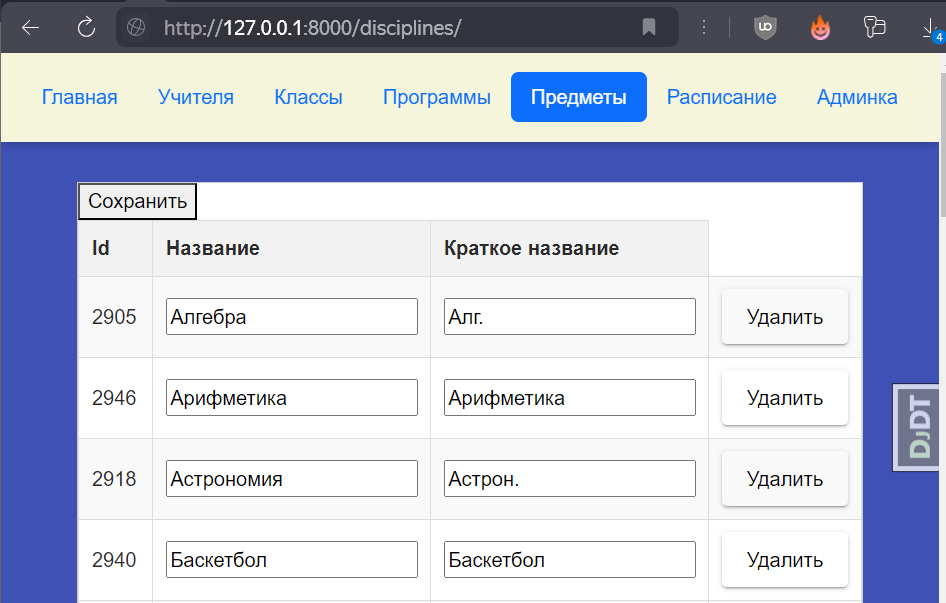 http://127.0.0.1:8000/disciplines/
4
Главная Учителя Классы Программы Предметы Расписание Админка
Сохранить
Id Название Краткое название
2905 Алгебра Алг. Удалить
2946 Арифметика Арифметика Удалить
2918 Астрономия Астрон. Удалить
2940 Баскетбол Баскетбол Удалить
DJDT